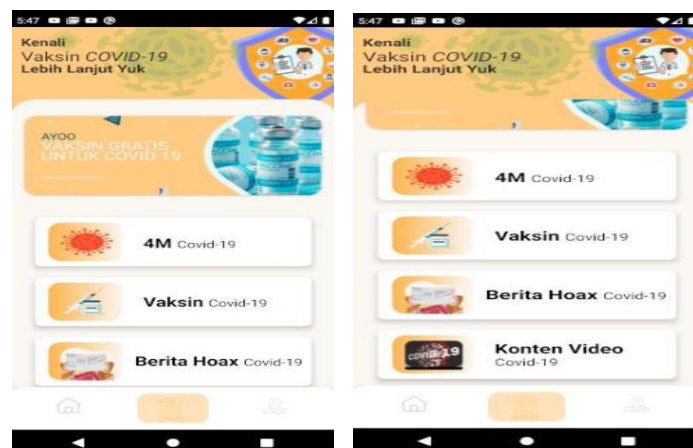 5:47
Kenali
Vaksin COVID-19
Lebih Lanjut Yuk
AYOO
VAKSIN GRATIS
UNTUK COVID-19
4M Covid-19
Vaksin Covid-19
Berita Hoax Covid-19
5:47
Kenali
Vaksin COVID-19
Lebih Lanjut Yuk
4M Covid-19
Vaksin Covid-19
Berita Hoax Covid-19
COVID-19
Konten Video
Covid-19